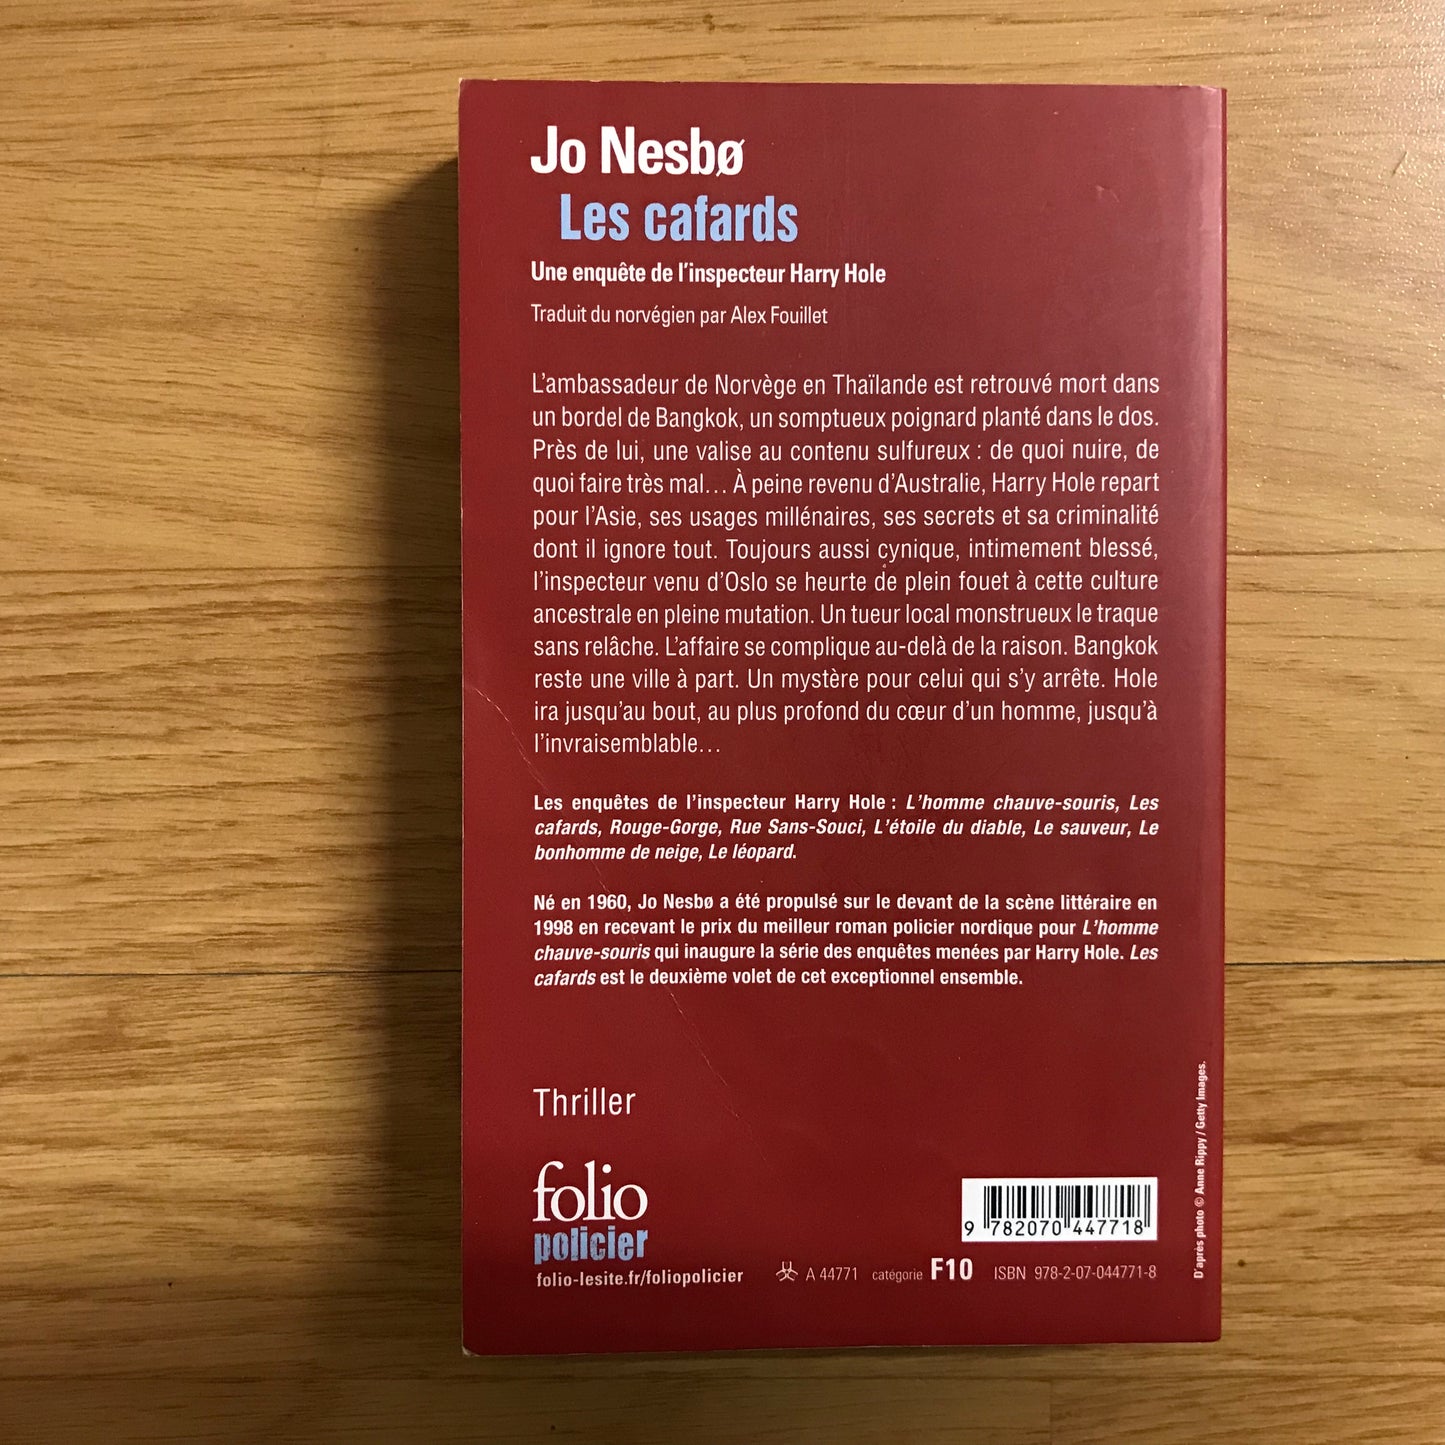 Jo Nesbø
Les cafards
Une enquête de l'inspecteur Harry Hole
Traduit du norvégien par Alex Fouillet
L'ambassadeur de Norvège en Thaïlande est retrouvé mort dans
un bordel de Bangkok, un somptueux poignard planté dans le dos.
Près de lui, une valise au contenu sulfureux : de quoi nuire, de
quoi faire très mal… À peine revenu d'Australie, Harry Hole repart
pour l'Asie, ses usages millénaires, ses secrets et sa criminalité
dont il ignore tout. Toujours aussi cynique, intimement blessé,
l'inspecteur venu d'Oslo se heurte de plein fouet à cette culture
ancestrale en pleine mutation. Un tueur local monstrueux le traque
sans relâche. L'affaire se complique au-delà de la raison. Bangkok
reste une ville à part. Un mystère pour celui qui s'y arrête. Hole
ira jusqu'au bout, au plus profond du cœur d'un homme, jusqu'à
l'invraisemblable…
Les enquêtes de l'inspecteur Harry Hole : L'homme chauve-souris, Les
cafards, Rouge-Gorge, Rue Sans-Souci, L'étoile du diable, Le sauveur, Le
bonhomme de neige, Le léopard.
Né en 1960, Jo Nesbø a été propulsé sur le devant de la scène littéraire en
1998 en recevant le prix du meilleur roman policier nordique pour L'homme
chauve-souris qui inaugure la série des enquêtes menées par Harry Hole. Les
cafards est le deuxième volet de cet exceptionnel ensemble.
Thriller
folio
policier
folio-lesite.fr/foliopolicier
9 782070 447718
A 44771 catégorie F10 ISBN 978-2-07-044771-8
D'après photo © Anne Rippy / Getty Images.